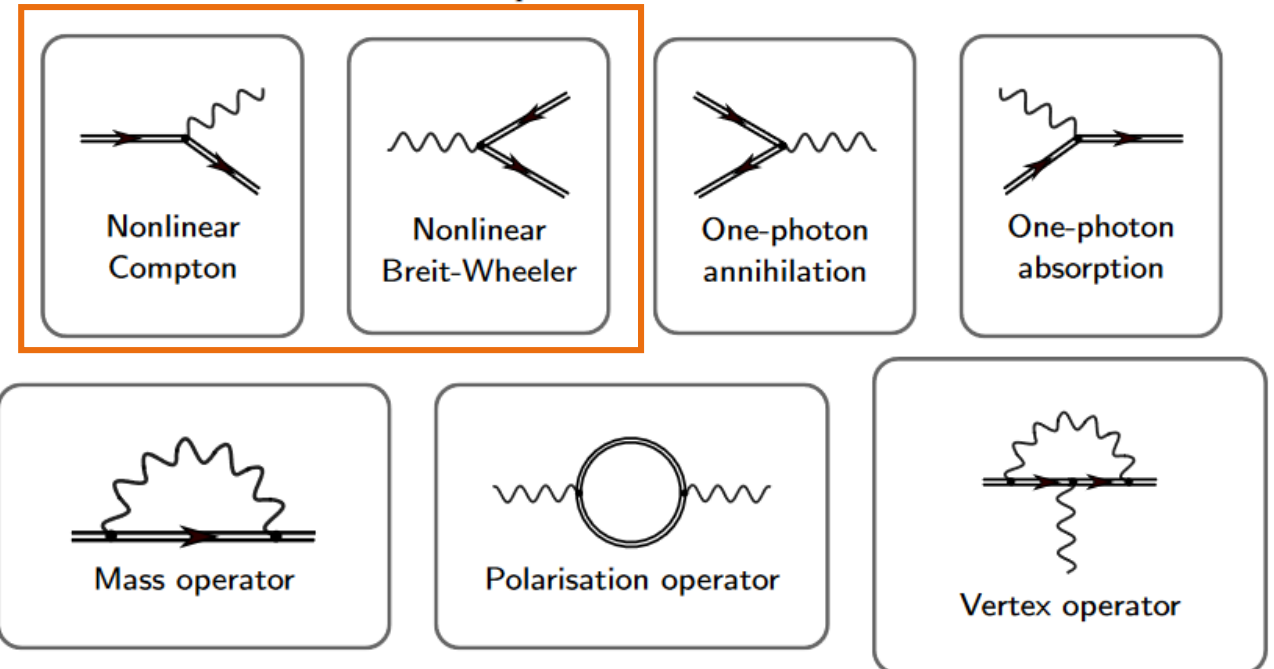 Nonlinear
Compton
Nonlinear
Breit-Wheeler
One-photon
annihilation
One-photon
absorption
Mass operator
Polarisation operator
Vertex operator